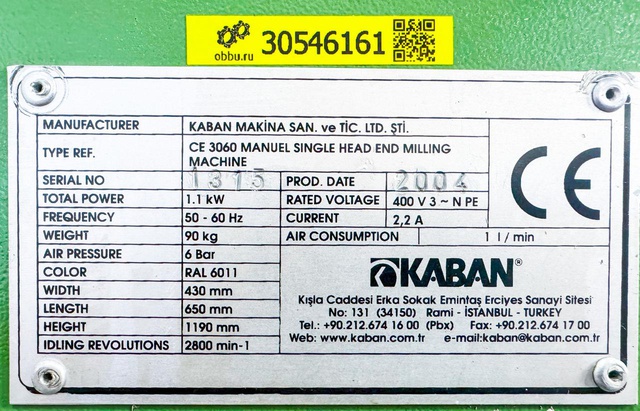 obbu.ru 30546161
MANUFACTURER KABAN MAKİNA SAN. ve TİC. LTD. ŞTİ.
TYPE REF. CE 3060 MANUEL SINGLE HEAD END MILLING
MACHINE
SERIAL NO 1315 PROD. DATE 2004
TOTAL POWER 1.1 kW RATED VOLTAGE 400 V 3 ~ N PE
FREQUENCY 50 - 60 Hz CURRENT 2,2 A
WEIGHT 90 kg AIR CONSUMPTION 1 l / min
AIR PRESSURE 6 Bar
COLOR RAL 6011
WIDTH 430 mm
LENGTH 650 mm
HEIGHT 1190 mm
IDLING REVOLUTIONS 2800 min-1
CE
KABAN®
Kışla Caddesi Erka Sokak Emintaş Erciyes Sanayi Sitesi
No: 131 (34150) Rami - İSTANBUL - TURKEY
Tel.: +90.212.674 16 00 (Pbx) Fax: +90.212.674 17 00
Web: www.kaban.com.tr e-mail:kaban@kaban.com.tr